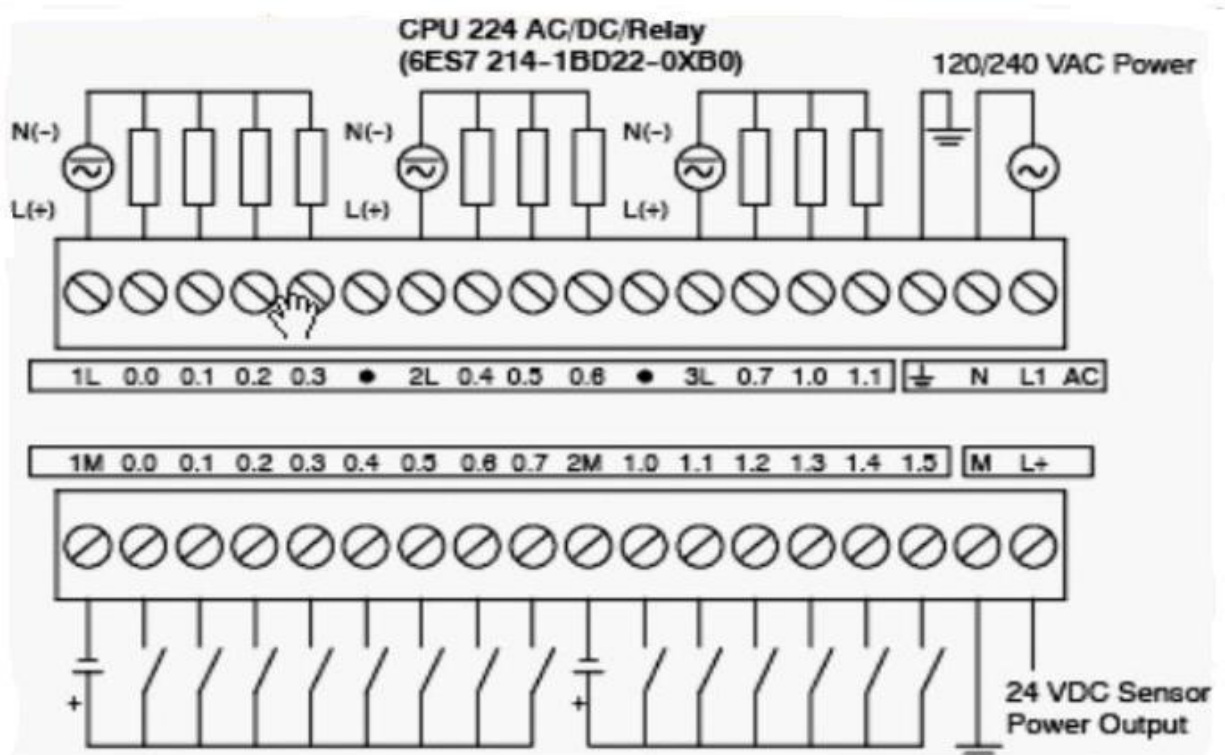 CPU 224 AC/DC/Relay
(6ES7 214-1BD22-0XB0)
120/240 VAC Power
N(-)
N(-)
N(-)
L(+)
L(+)
L(+)
1L 0.0 0.1 0.2 0.3 ● 2L 0.4 0.5 0.6 ● 3L 0.7 1.0 1.1 ⏚ N L1 AC
1M 0.0 0.1 0.2 0.3 0.4 0.5 0.6 0.7 2M 1.0 1.1 1.2 1.3 1.4 1.5 M L+
+
+
24 VDC Sensor
Power Output